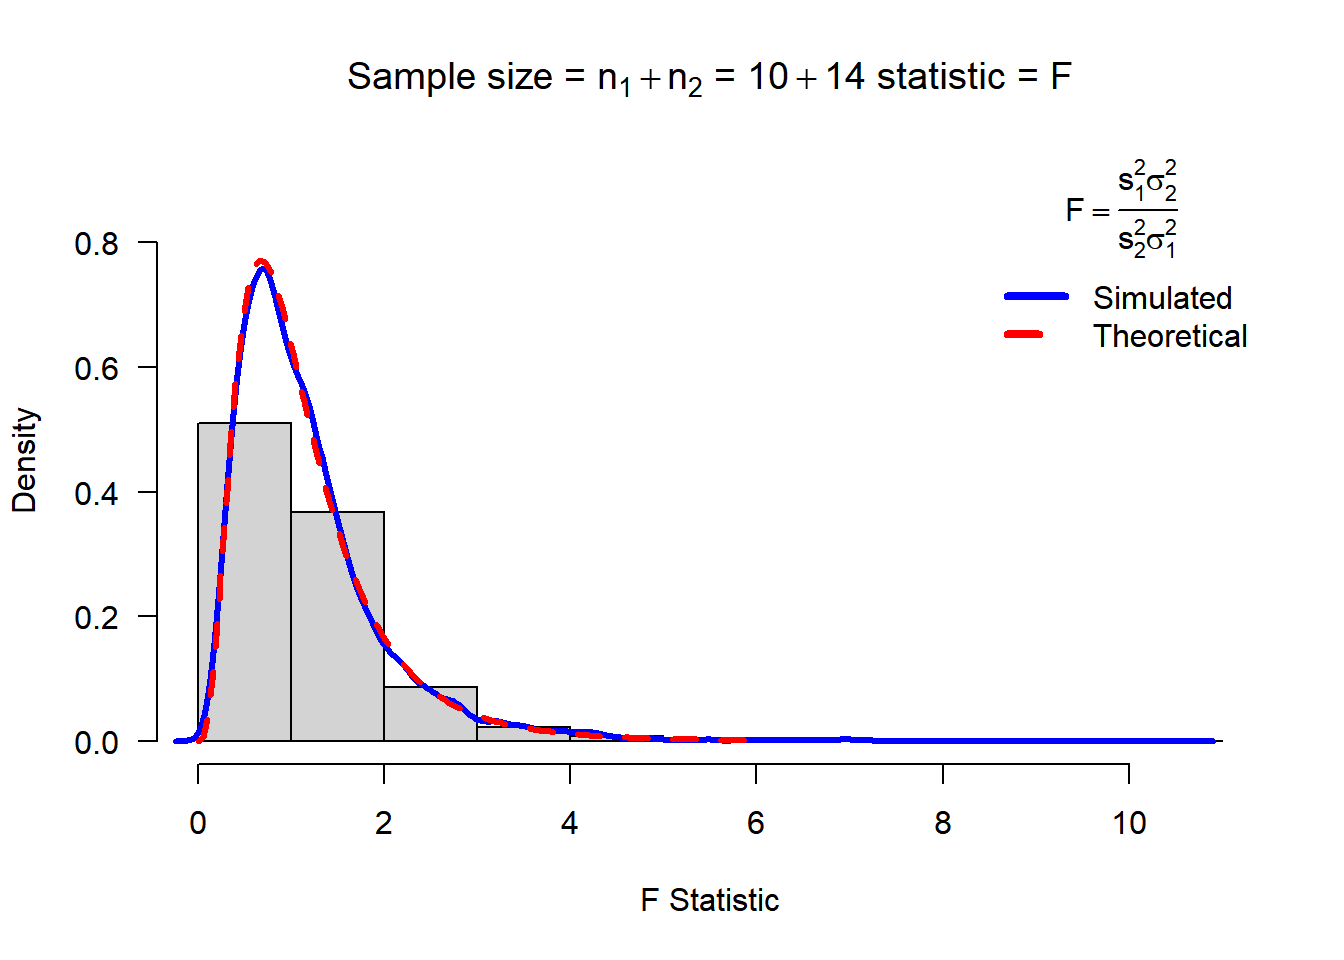 Sample size = n₁ + n₂ = 10 + 14 statistic = F
F = s₁²σ₂² / s₂²σ₁²
Simulated
Theoretical
Density
0.8
0.6
0.4
0.2
0.0
0 2 4 6 8 10
F Statistic